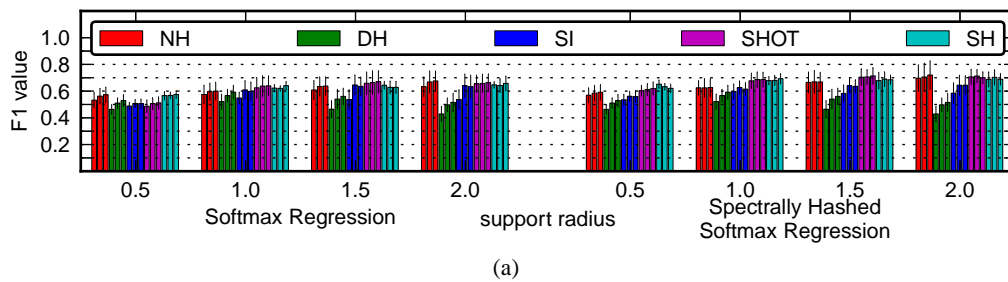 NH DH SI SHOT SH
F1 value
1.0
0.8
0.6
0.4
0.2
0.5 1.0 1.5 2.0 0.5 1.0 1.5 2.0
Softmax Regression
support radius
Spectrally Hashed
Softmax Regression
(a)